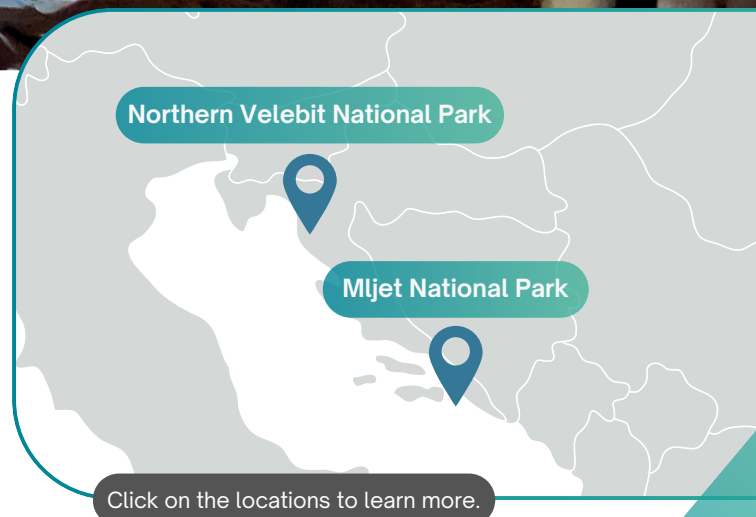 Northern Velebit National Park
Mljet National Park
Click on the locations to learn more.